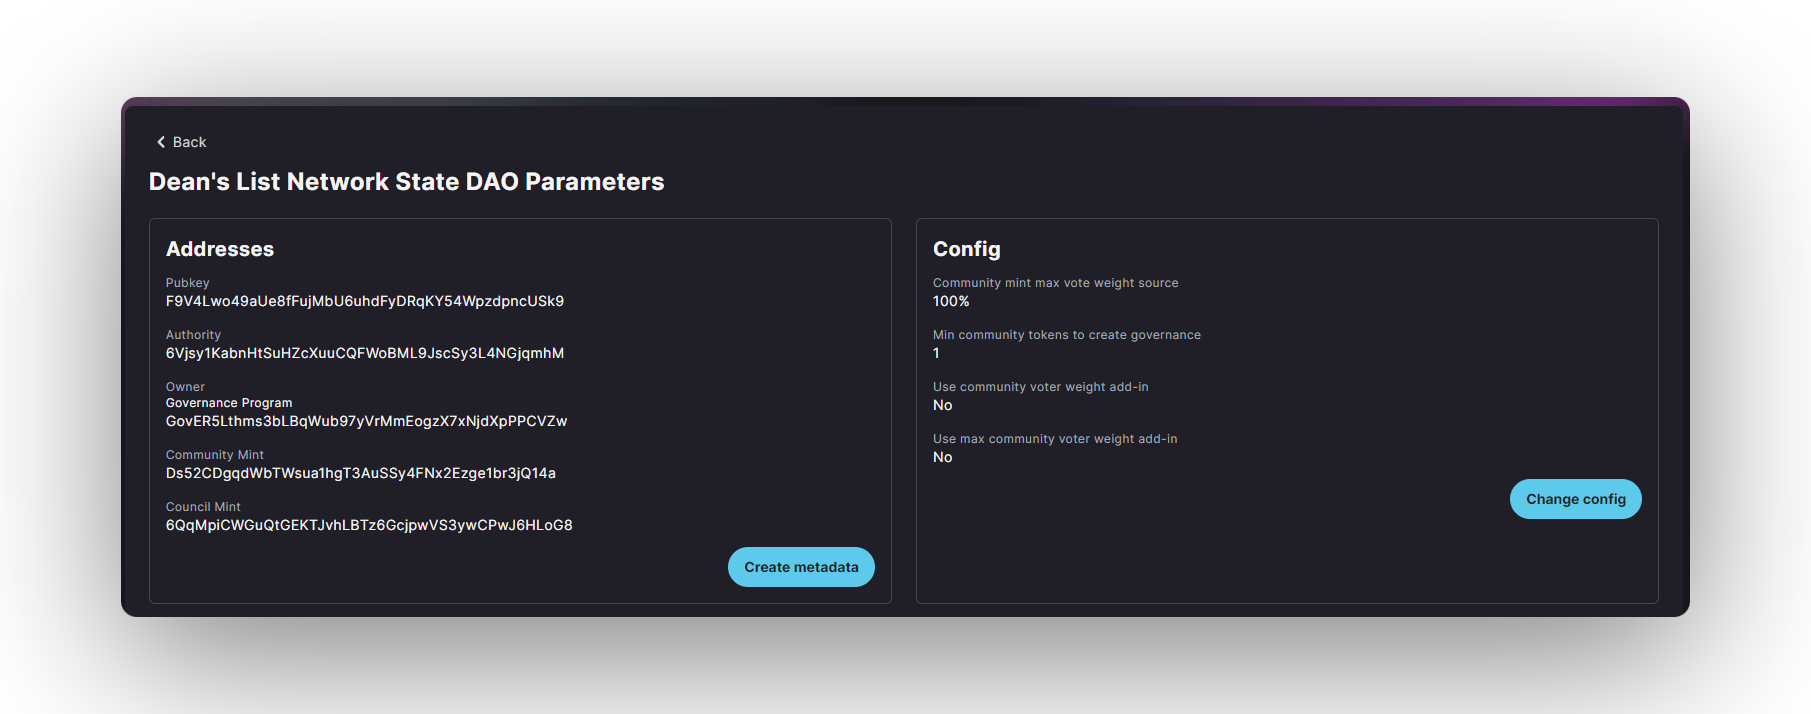 Back
Dean's List Network State DAO Parameters
Addresses
Pubkey
F9V4Lwo49aUe8fFujMbU6uhdFyDRqKY54WpzdpncUSk9
Authority
6Vjsy1KabnHtSuHZcXuuCQFWoBML9JscSy3L4NGjqmhM
Owner
Governance Program
GovER5Lthms3bLBqWub97yVrMmEogzX7xNjdXpPPCVZw
Community Mint
Ds52CDgqdWbTWsua1hgT3AuSSy4FNx2Ezge1br3jQ14a
Council Mint
6QqMpiCWGuQtGEKTJvhLBTz6GcjpwVS3ywCPwJ6HLoG8
Create metadata
Config
Community mint max vote weight source
100%
Min community tokens to create governance
1
Use community voter weight add-in
No
Use max community voter weight add-in
No
Change config